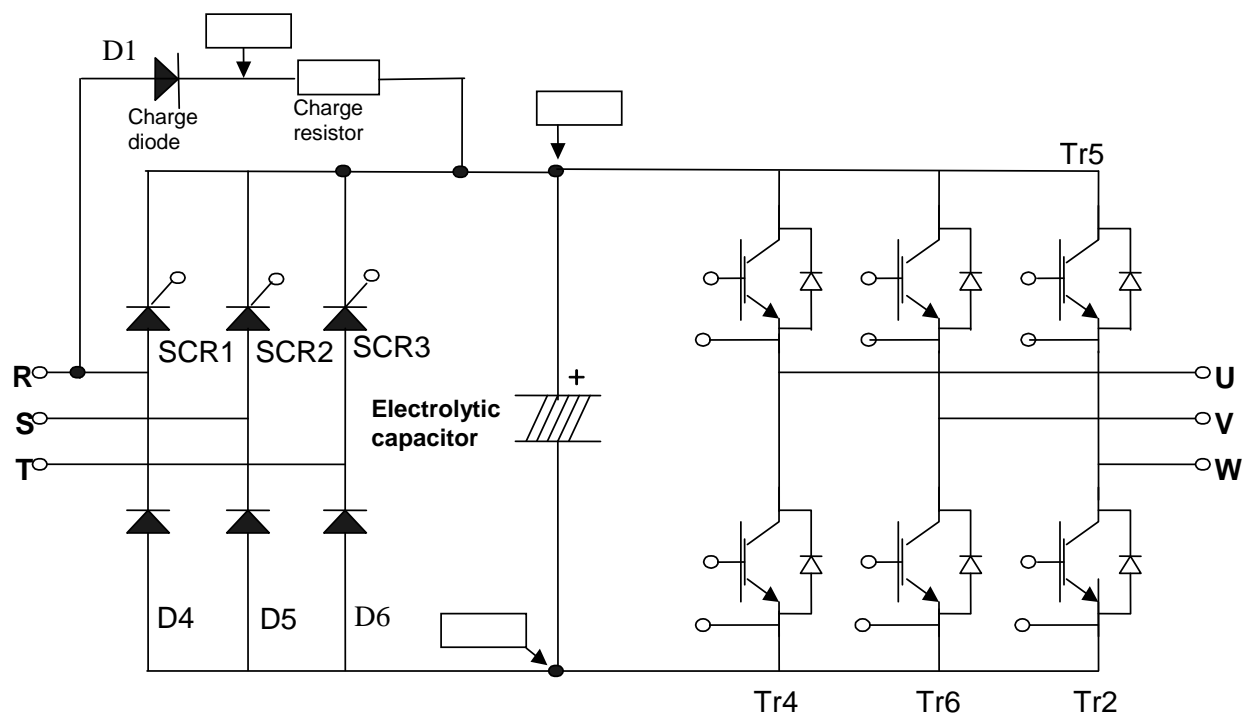 D1
Charge
diode
Charge
resistor
Tr5
SCR1
SCR2
SCR3
R
S
T
+
Electrolytic
capacitor
U
V
W
D4
D5
D6
Tr4
Tr6
Tr2